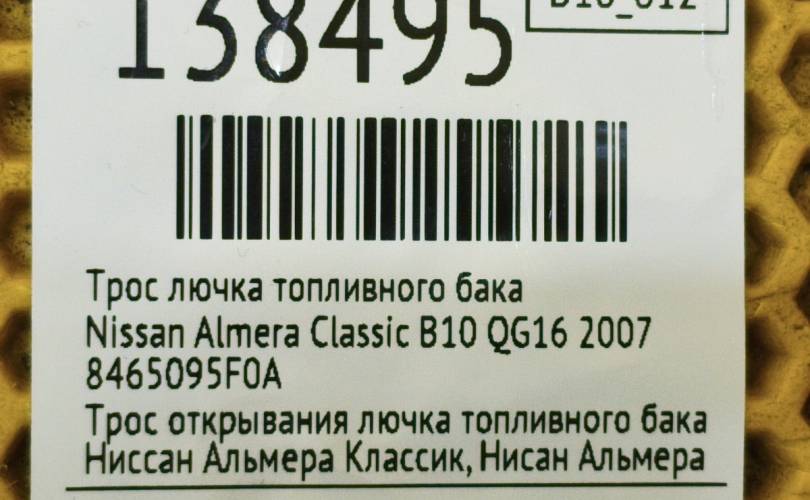 138495
Трос лючка топливного бака
Nissan Almera Classic B10 QG16 2007
8465095F0A
Трос открывания лючка топливного бака
Ниссан Альмера Классик, Нисан Альмера